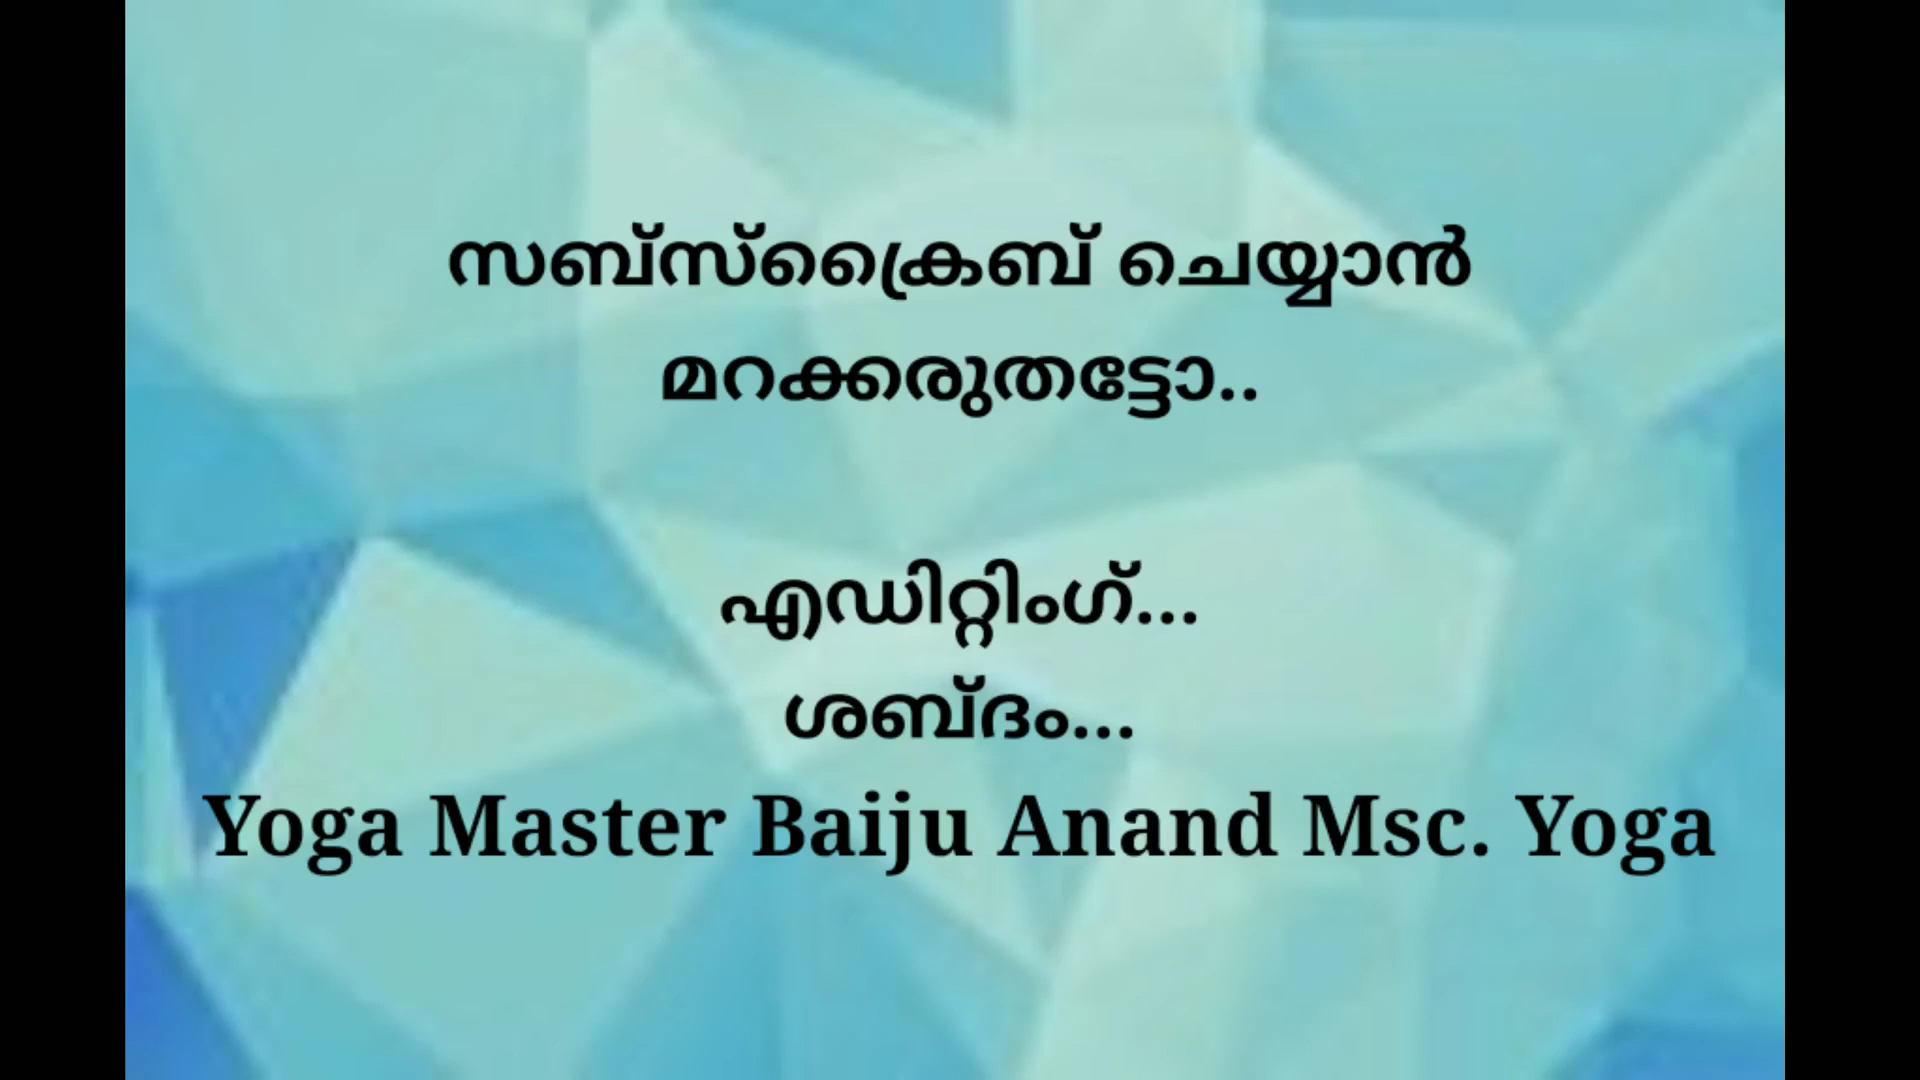 സബ്സ്ക്രൈബ് ചെയ്യാൻ
മറക്കരുതട്ടോ..
എഡിറ്റിംഗ്...
ശബ്ദം...
Yoga Master Baiju Anand Msc. Yoga